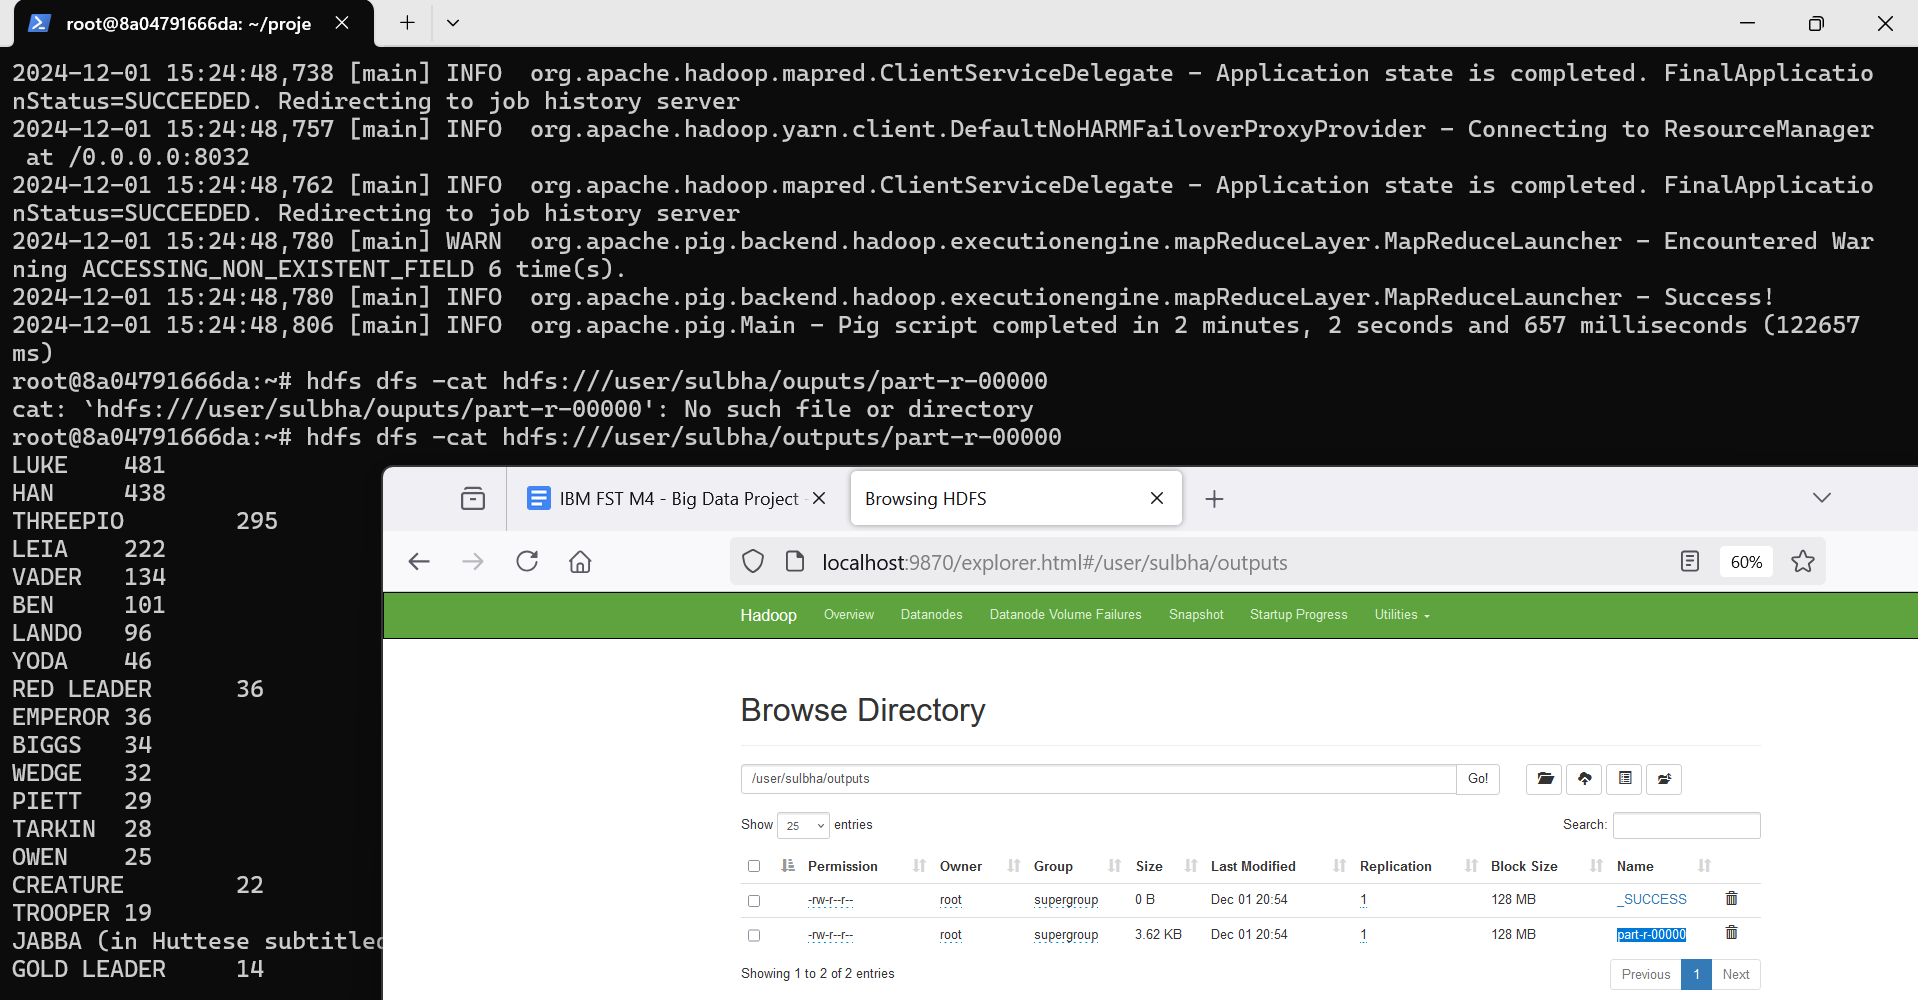 root@8a04791666da: ~/proje
2024-12-01 15:24:48,738 [main] INFO  org.apache.hadoop.mapred.ClientServiceDelegate - Application state is completed. FinalApplicatio
nStatus=SUCCEEDED. Redirecting to job history server
2024-12-01 15:24:48,757 [main] INFO  org.apache.hadoop.yarn.client.DefaultNoHARMFailoverProxyProvider - Connecting to ResourceManager
 at /0.0.0.0:8032
2024-12-01 15:24:48,762 [main] INFO  org.apache.hadoop.mapred.ClientServiceDelegate - Application state is completed. FinalApplicatio
nStatus=SUCCEEDED. Redirecting to job history server
2024-12-01 15:24:48,780 [main] WARN  org.apache.pig.backend.hadoop.executionengine.mapReduceLayer.MapReduceLauncher - Encountered War
ning ACCESSING_NON_EXISTENT_FIELD 6 time(s).
2024-12-01 15:24:48,780 [main] INFO  org.apache.pig.backend.hadoop.executionengine.mapReduceLayer.MapReduceLauncher - Success!
2024-12-01 15:24:48,806 [main] INFO  org.apache.pig.Main - Pig script completed in 2 minutes, 2 seconds and 657 milliseconds (122657
ms)
root@8a04791666da:~# hdfs dfs -cat hdfs:///user/sulbha/ouputs/part-r-00000
cat: `hdfs:///user/sulbha/ouputs/part-r-00000': No such file or directory
root@8a04791666da:~# hdfs dfs -cat hdfs:///user/sulbha/outputs/part-r-00000
LUKE 481
HAN 438
THREEPIO 295
LEIA 222
VADER 134
BEN 101
LANDO 96
YODA 46
RED LEADER 36
EMPEROR 36
BIGGS 34
WEDGE 32
PIETT 29
TARKIN 28
OWEN 25
CREATURE 22
TROOPER 19
JABBA (in Huttese subtitled
GOLD LEADER 14
IBM FST M4 - Big Data Project - Browsing HDFS
localhost:9870/explorer.html#/user/sulbha/outputs 60%
Hadoop Overview Datanodes Datanode Volume Failures Snapshot Startup Progress Utilities
Browse Directory
/user/sulbha/outputs Go!
Show 25 entries Search:
Permission Owner Group Size Last Modified Replication Block Size Name
-rw-r--r-- root supergroup 0 B Dec 01 20:54 1 128 MB _SUCCESS
-rw-r--r-- root supergroup 3.62 KB Dec 01 20:54 1 128 MB part-r-00000
Showing 1 to 2 of 2 entries Previous 1 Next